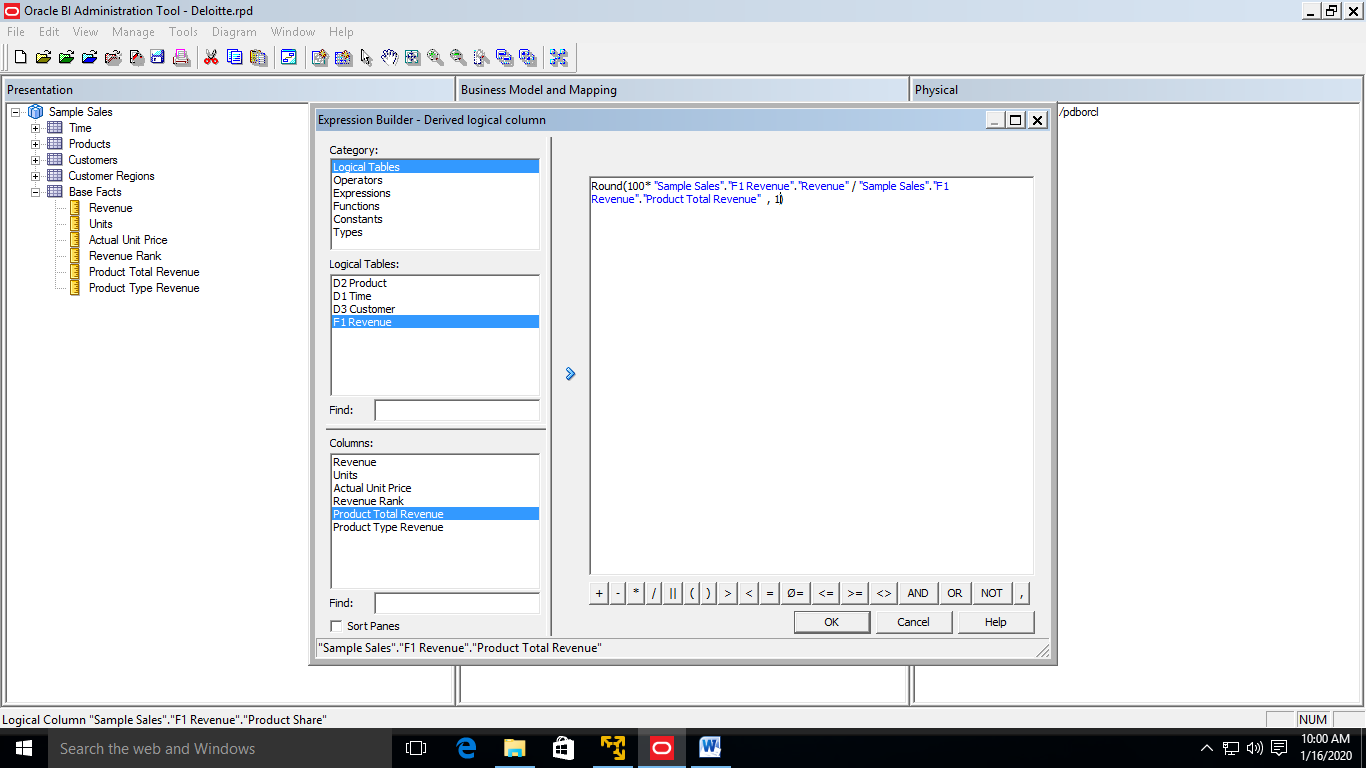 Oracle BI Administration Tool - Deloitte.rpd
File Edit View Manage Tools Diagram Window Help
Presentation
Business Model and Mapping
Physical
Sample Sales
Time
Products
Customers
Customer Regions
Base Facts
Revenue
Units
Actual Unit Price
Revenue Rank
Product Total Revenue
Product Type Revenue
/pdborcl
Expression Builder - Derived logical column
Category:
Logical Tables
Operators
Expressions
Functions
Constants
Types
Logical Tables:
D2 Product
D1 Time
D3 Customer
F1 Revenue
Find:
Columns:
Revenue
Units
Actual Unit Price
Revenue Rank
Product Total Revenue
Product Type Revenue
Find:
Sort Panes
Round(100* "Sample Sales"."F1 Revenue"."Revenue" / "Sample Sales"."F1
Revenue"."Product Total Revenue" , 1)
+ - * / || ( ) > < = Ø= <= >= <> AND OR NOT ,
OK Cancel Help
"Sample Sales"."F1 Revenue"."Product Total Revenue"
Logical Column "Sample Sales"."F1 Revenue"."Product Share"
NUM
Search the web and Windows
10:00 AM
1/16/2020